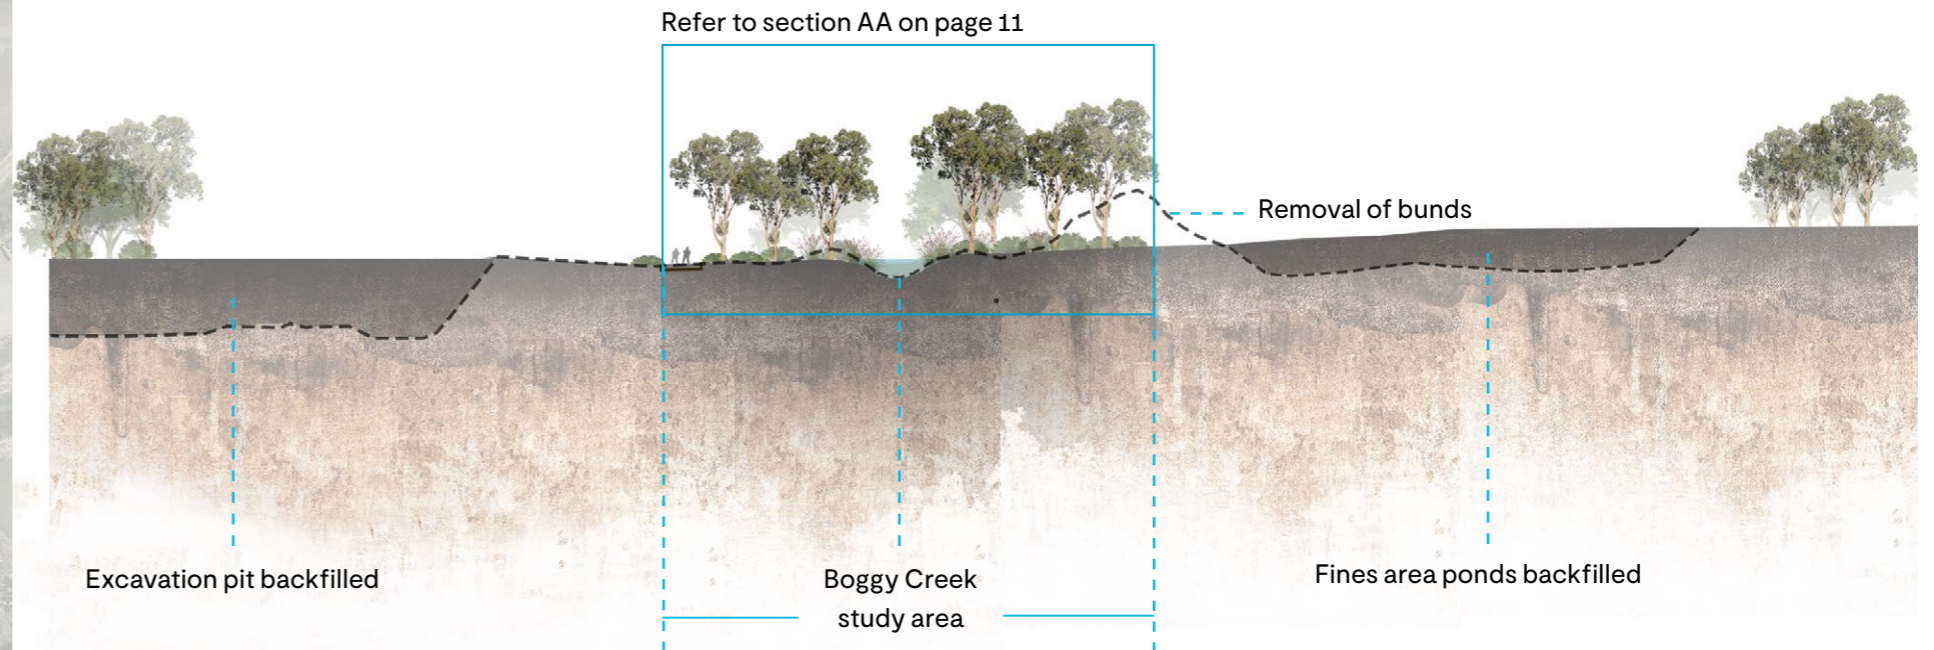 Refer to section AA on page 11
Removal of bunds
Excavation pit backfilled
Boggy Creek
study area
Fines area ponds backfilled